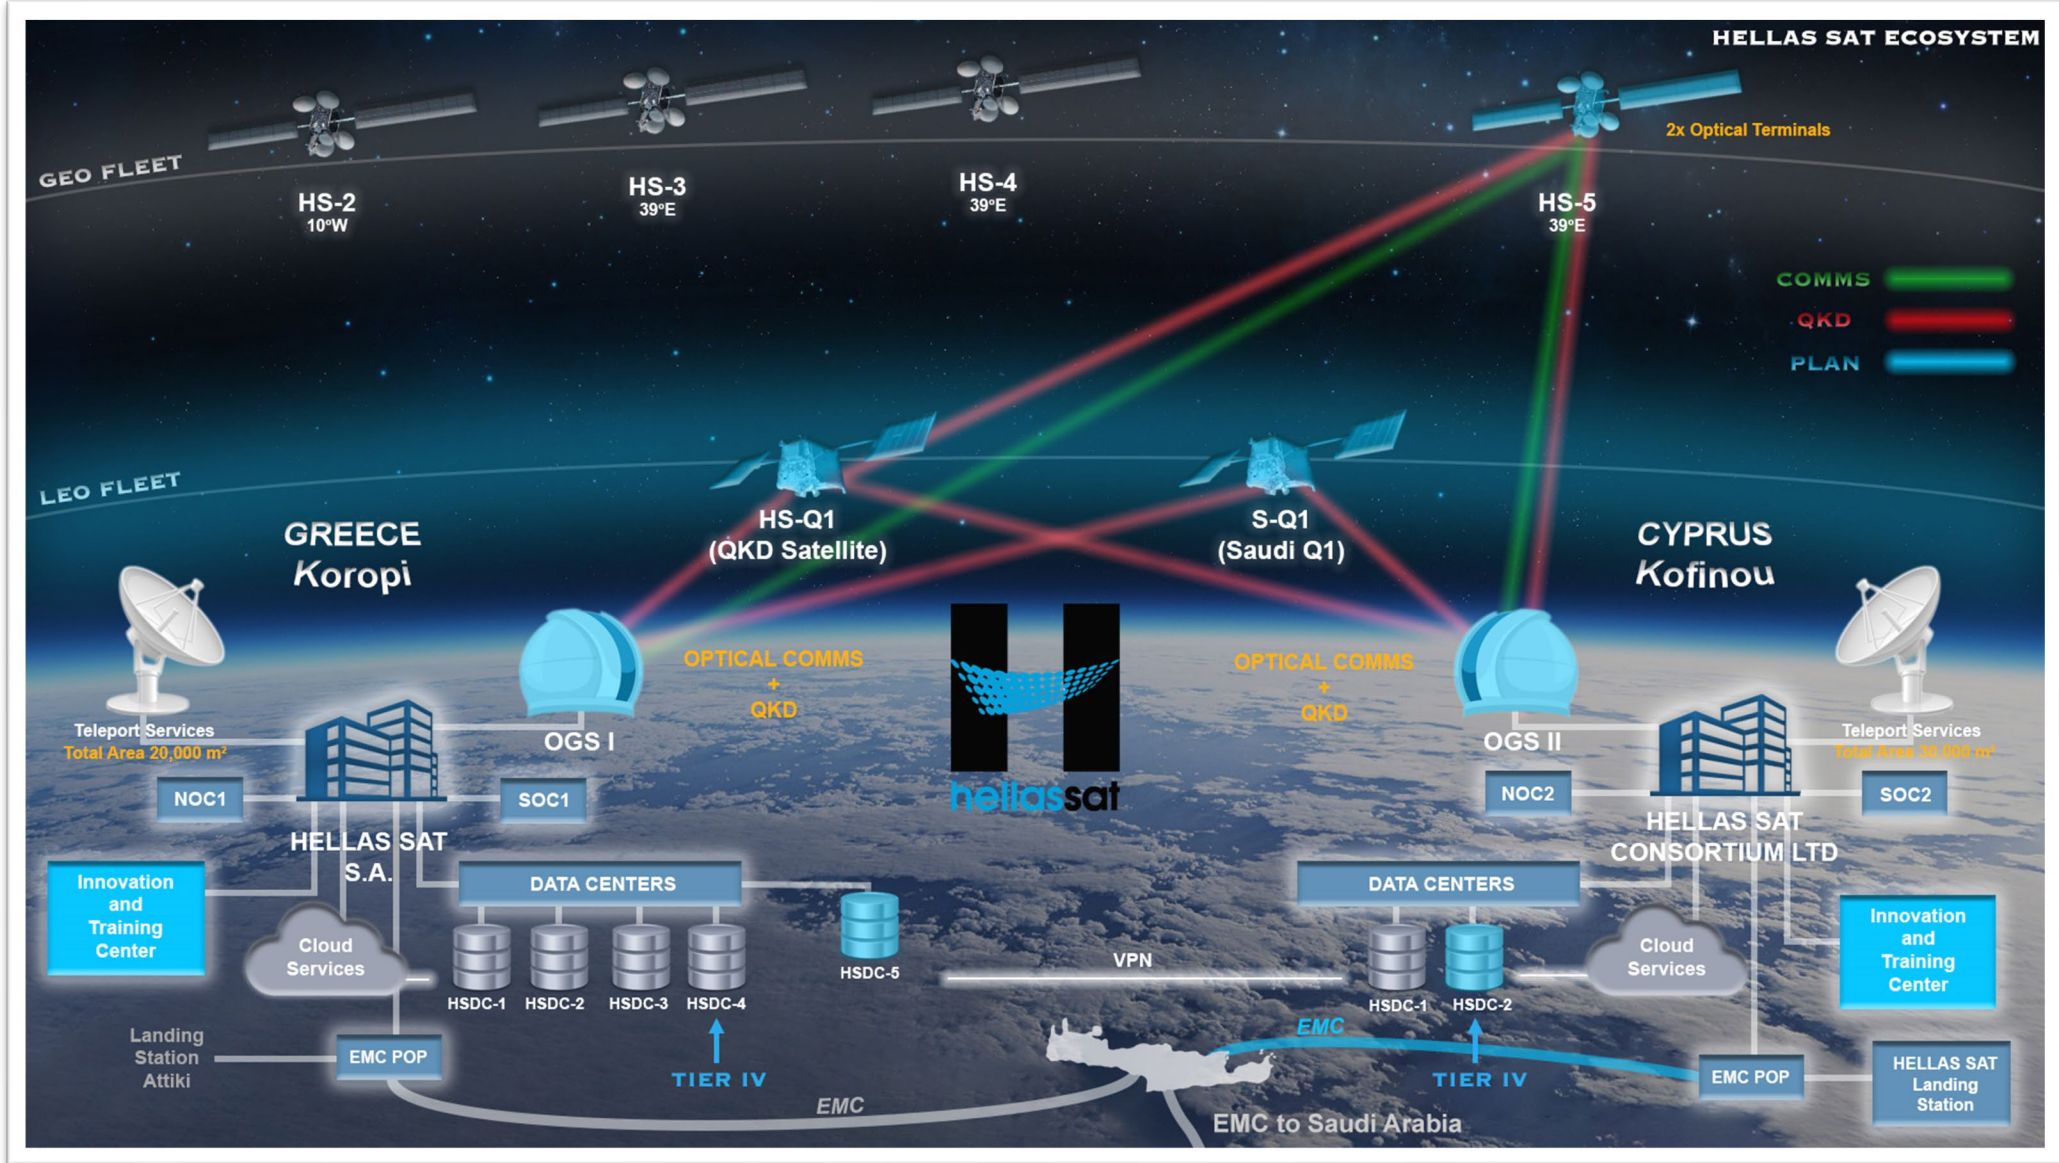 HELLAS SAT ECOSYSTEM
2x Optical Terminals
GEO FLEET
HS-2
10°W
HS-3
39°E
HS-4
39°E
HS-5
39°E
COMMS
QKD
PLAN
LEO FLEET
HS-Q1
(QKD Satellite)
S-Q1
(Saudi Q1)
GREECE
Koropi
CYPRUS
Kofinou
OPTICAL COMMS
+
QKD
OPTICAL COMMS
+
QKD
hellassat
Teleport Services
Total Area 20,000 m²
OGS I
NOC1
SOC1
HELLAS SAT
S.A.
Innovation
and
Training
Center
Cloud
Services
DATA CENTERS
HSDC-1
HSDC-2
HSDC-3
HSDC-4
HSDC-5
TIER IV
Landing
Station
Attiki
EMC POP
EMC
VPN
OGS II
Teleport Services
Total Area 30,000 m²
NOC2
SOC2
HELLAS SAT
CONSORTIUM LTD
DATA CENTERS
HSDC-1
HSDC-2
Cloud
Services
Innovation
and
Training
Center
EMC
TIER IV
EMC POP
HELLAS SAT
Landing
Station
EMC to Saudi Arabia